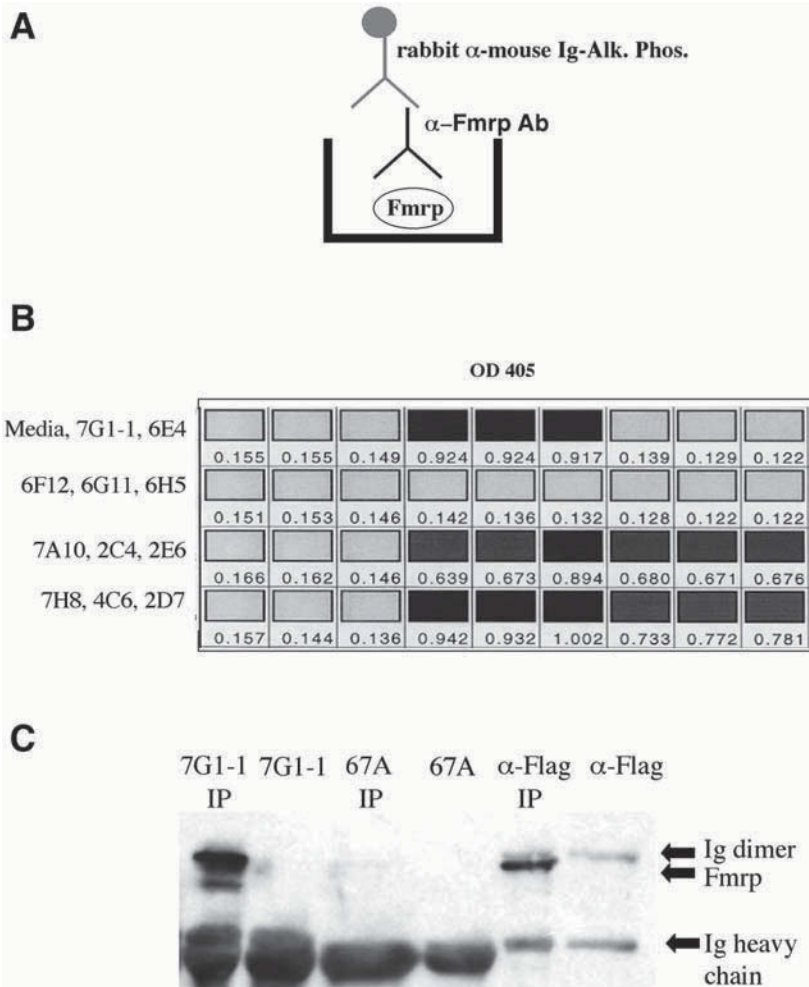 A
rabbit α-mouse Ig-Alk. Phos.
α–Fmrp Ab
Fmrp
B
OD 405
Media, 7G1-1, 6E4
0.155 0.155 0.149 0.924 0.924 0.917 0.139 0.129 0.122
6F12, 6G11, 6H5
0.151 0.153 0.146 0.142 0.136 0.132 0.128 0.122 0.122
7A10, 2C4, 2E6
0.166 0.162 0.146 0.639 0.673 0.894 0.680 0.671 0.676
7H8, 4C6, 2D7
0.157 0.144 0.136 0.942 0.932 1.002 0.733 0.772 0.781
C
7G1-1 7G1-1 67A 67A α-Flag α-Flag
IP IP IP
Ig dimer
Fmrp
Ig heavy
chain